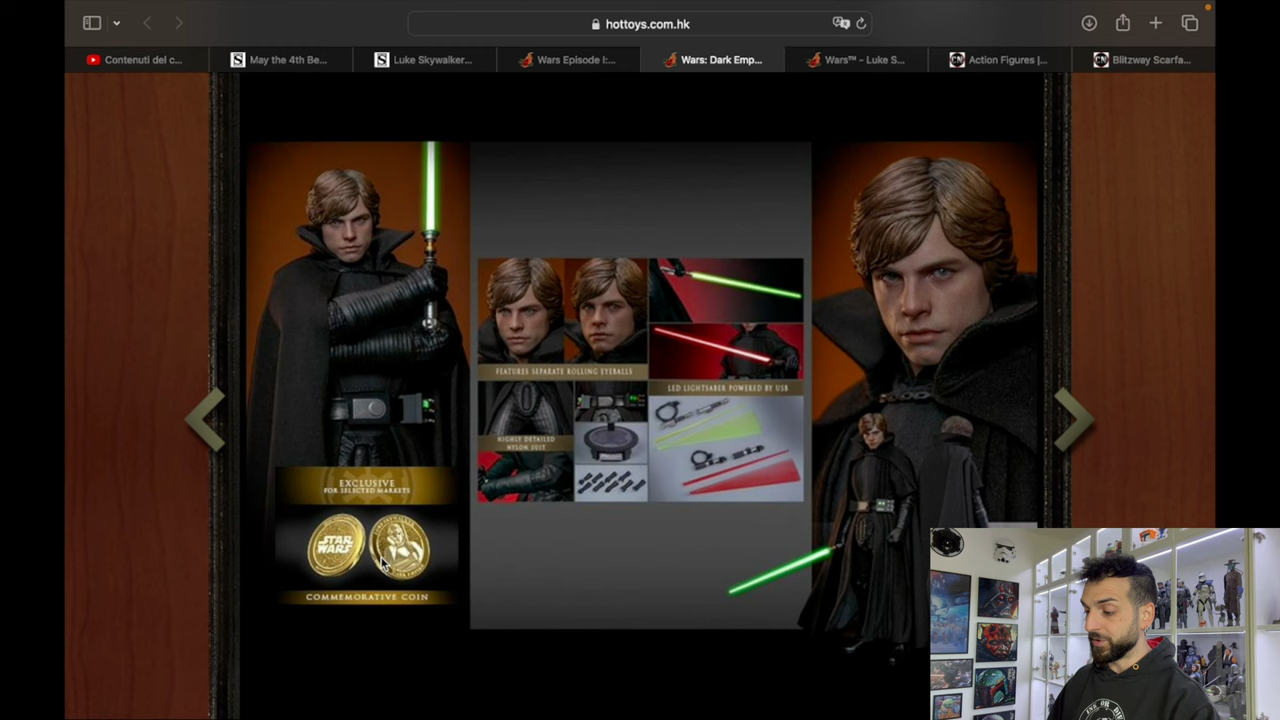 hottoys.com.hk
Contenuti del c...
May the 4th Be...
Luke Skywalker...
Wars Episode I:...
Wars: Dark Emp...
Wars™ - Luke S...
Action Figures |...
Blitzway Scarfa...
FEATURES SEPARATE ROLLING EYEBALLS
LED LIGHTSABER POWERED BY USB
HIGHLY DETAILED
NYLON SUIT
EXCLUSIVE
FOR SELECTED MARKETS
STAR
WARS
COMMEMORATIVE COIN